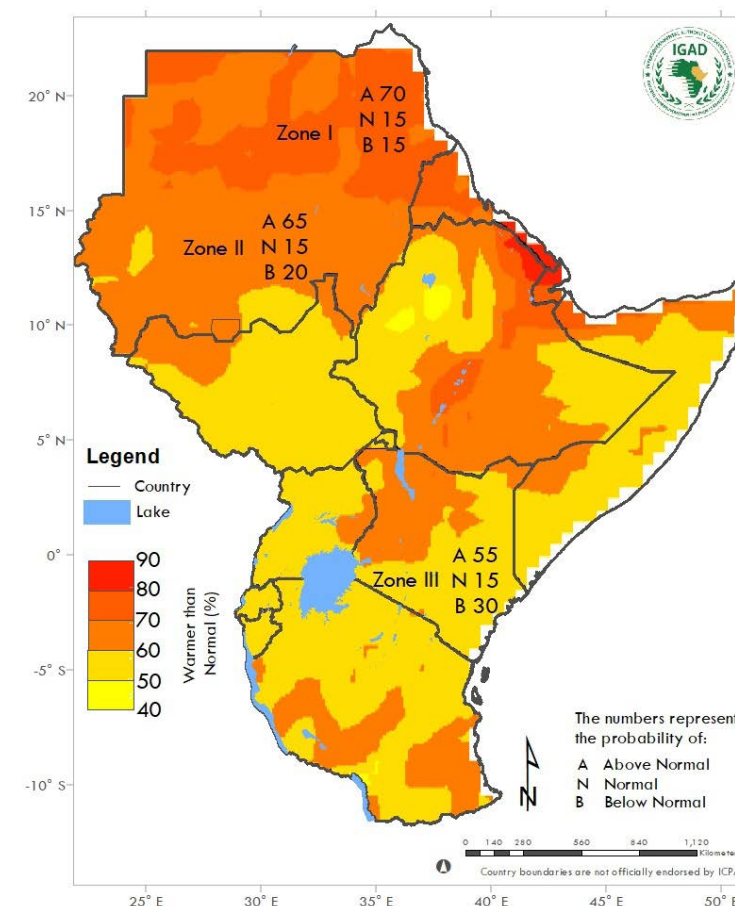 IGAD
20° N
15° N
10° N
5° N
0°
-5° S
-10° S
A 70
Zone I
N 15
B 15
A 65
Zone II N 15
B 20
A 55
Zone III N 15
B 30
Legend
Country
Lake
90
80
70
60
50
40
Warmer than
Normal (%)
The numbers represent
the probability of:
A Above Normal
N Normal
B Below Normal
N
0 140 280 560 840 1,120
Kilomete
Country boundaries are not officially endorsed by ICPA
25° E 30° E 35° E 40° E 45° E 50° E